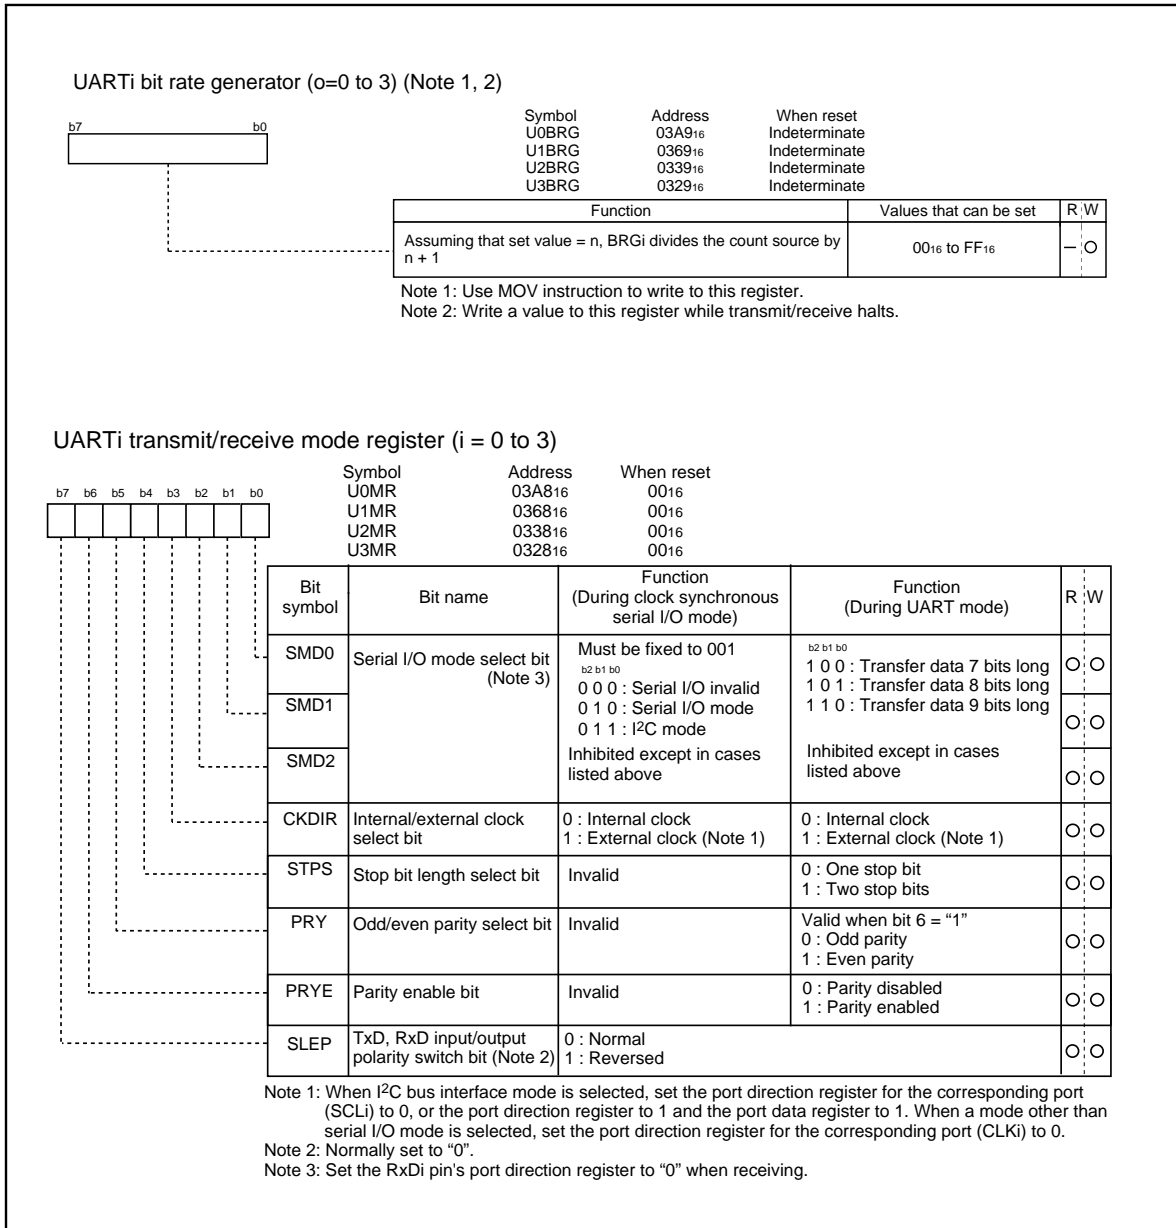 UARTi bit rate generator (o=0 to 3) (Note 1, 2)
b7 b0
Symbol Address When reset
U0BRG 03A916 Indeterminate
U1BRG 036916 Indeterminate
U2BRG 033916 Indeterminate
U3BRG 032916 Indeterminate
Function Values that can be set R W
Assuming that set value = n, BRGi divides the count source by
n + 1
0016 to FF16
Note 1: Use MOV instruction to write to this register.
Note 2: Write a value to this register while transmit/receive halts.
UARTi transmit/receive mode register (i = 0 to 3)
b7 b6 b5 b4 b3 b2 b1 b0
Symbol Address When reset
U0MR 03A816 0016
U1MR 036816 0016
U2MR 033816 0016
U3MR 032816 0016
Bit
symbol
Bit name
Function
(During clock synchronous
serial I/O mode)
Function
(During UART mode)
R W
SMD0
SMD1
SMD2
Serial I/O mode select bit
(Note 3)
Must be fixed to 001
b2 b1 b0
0 0 0 : Serial I/O invalid
0 1 0 : Serial I/O mode
0 1 1 : I2C mode
Inhibited except in cases
listed above
b2 b1 b0
1 0 0 : Transfer data 7 bits long
1 0 1 : Transfer data 8 bits long
1 1 0 : Transfer data 9 bits long
Inhibited except in cases
listed above
CKDIR
Internal/external clock
select bit
0 : Internal clock
1 : External clock (Note 1)
0 : Internal clock
1 : External clock (Note 1)
STPS
Stop bit length select bit
Invalid
0 : One stop bit
1 : Two stop bits
PRY
Odd/even parity select bit
Invalid
Valid when bit 6 = “1”
0 : Odd parity
1 : Even parity
PRYE
Parity enable bit
Invalid
0 : Parity disabled
1 : Parity enabled
SLEP
TxD, RxD input/output
polarity switch bit (Note 2)
0 : Normal
1 : Reversed
Note 1: When I2C bus interface mode is selected, set the port direction register for the corresponding port
(SCLi) to 0, or the port direction register to 1 and the port data register to 1. When a mode other than
serial I/O mode is selected, set the port direction register for the corresponding port (CLKi) to 0.
Note 2: Normally set to “0”.
Note 3: Set the RxDi pin's port direction register to “0” when receiving.